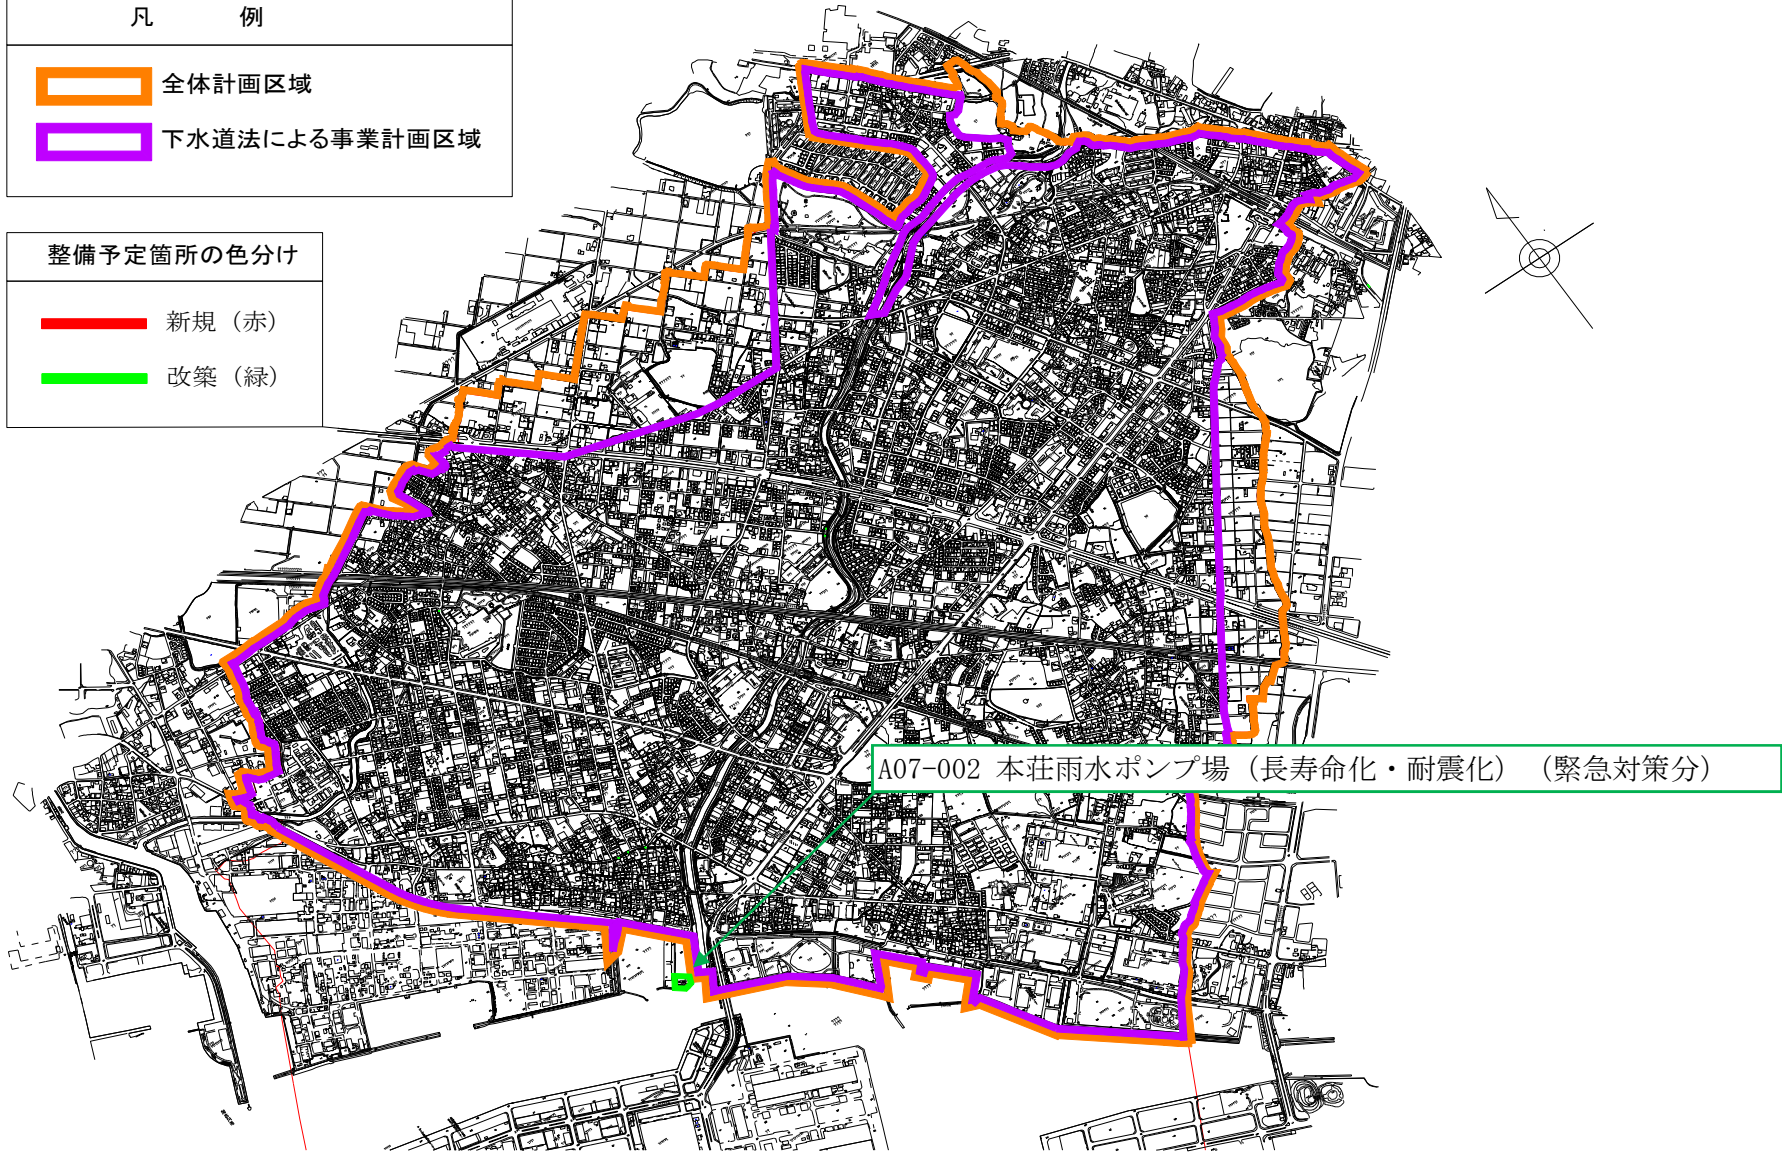 凡　例
全体計画区域
下水道法による事業計画区域
整備予定箇所の色分け
新規（赤）
改築（緑）
A07-002 本荘雨水ポンプ場（長寿命化・耐震化）（緊急対策分）
明